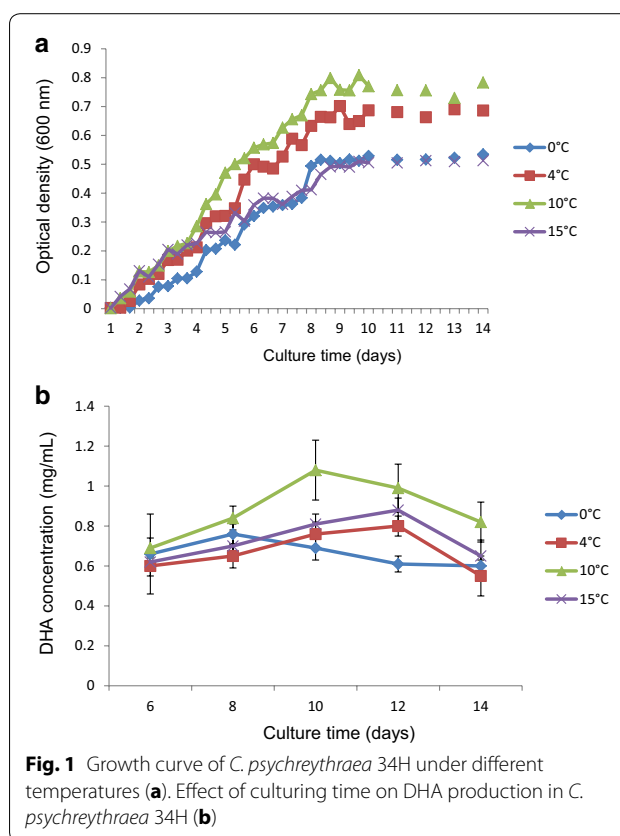 a
Optical density (600 nm)
0.9
0.8
0.7
0.6
0.5
0.4
0.3
0.2
0.1
0
1 2 3 4 5 6 7 8 9 10 11 12 13 14
Culture time (days)
0°C
4°C
10°C
15°C
b
DHA concentration (mg/mL)
1.4
1.2
1
0.8
0.6
0.4
0.2
0
6 8 10 12 14
Culture time (days)
0°C
4°C
10°C
15°C
Fig. 1 Growth curve of C. psychreythraea 34H under different
temperatures (a). Effect of culturing time on DHA production in C.
psychreythraea 34H (b)